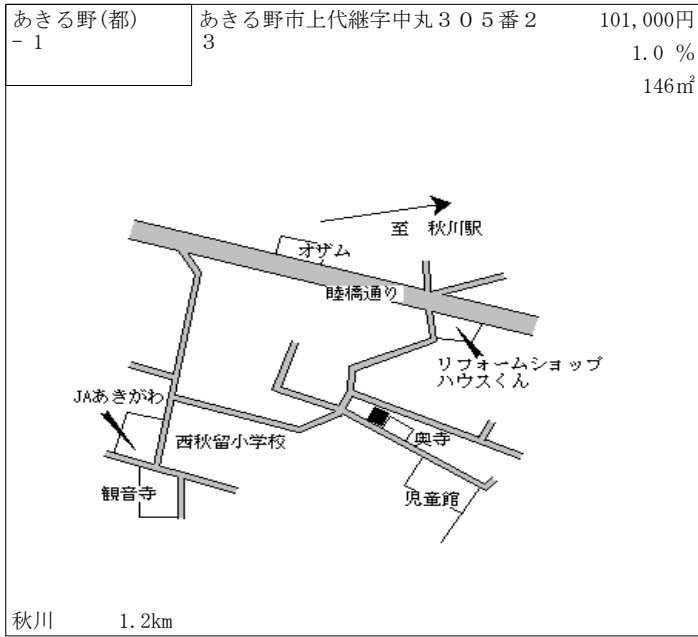 あきる野(都)
- 1
あきる野市上代継字中丸３０５番２
３
101,000円
1.0 %
146㎡
至 秋川駅
オザム
睦橋通り
リフォームショップ
ハウスくん
JAあきがわ
西秋留小学校
奥寺
観音寺
児童館
秋川 1.2km